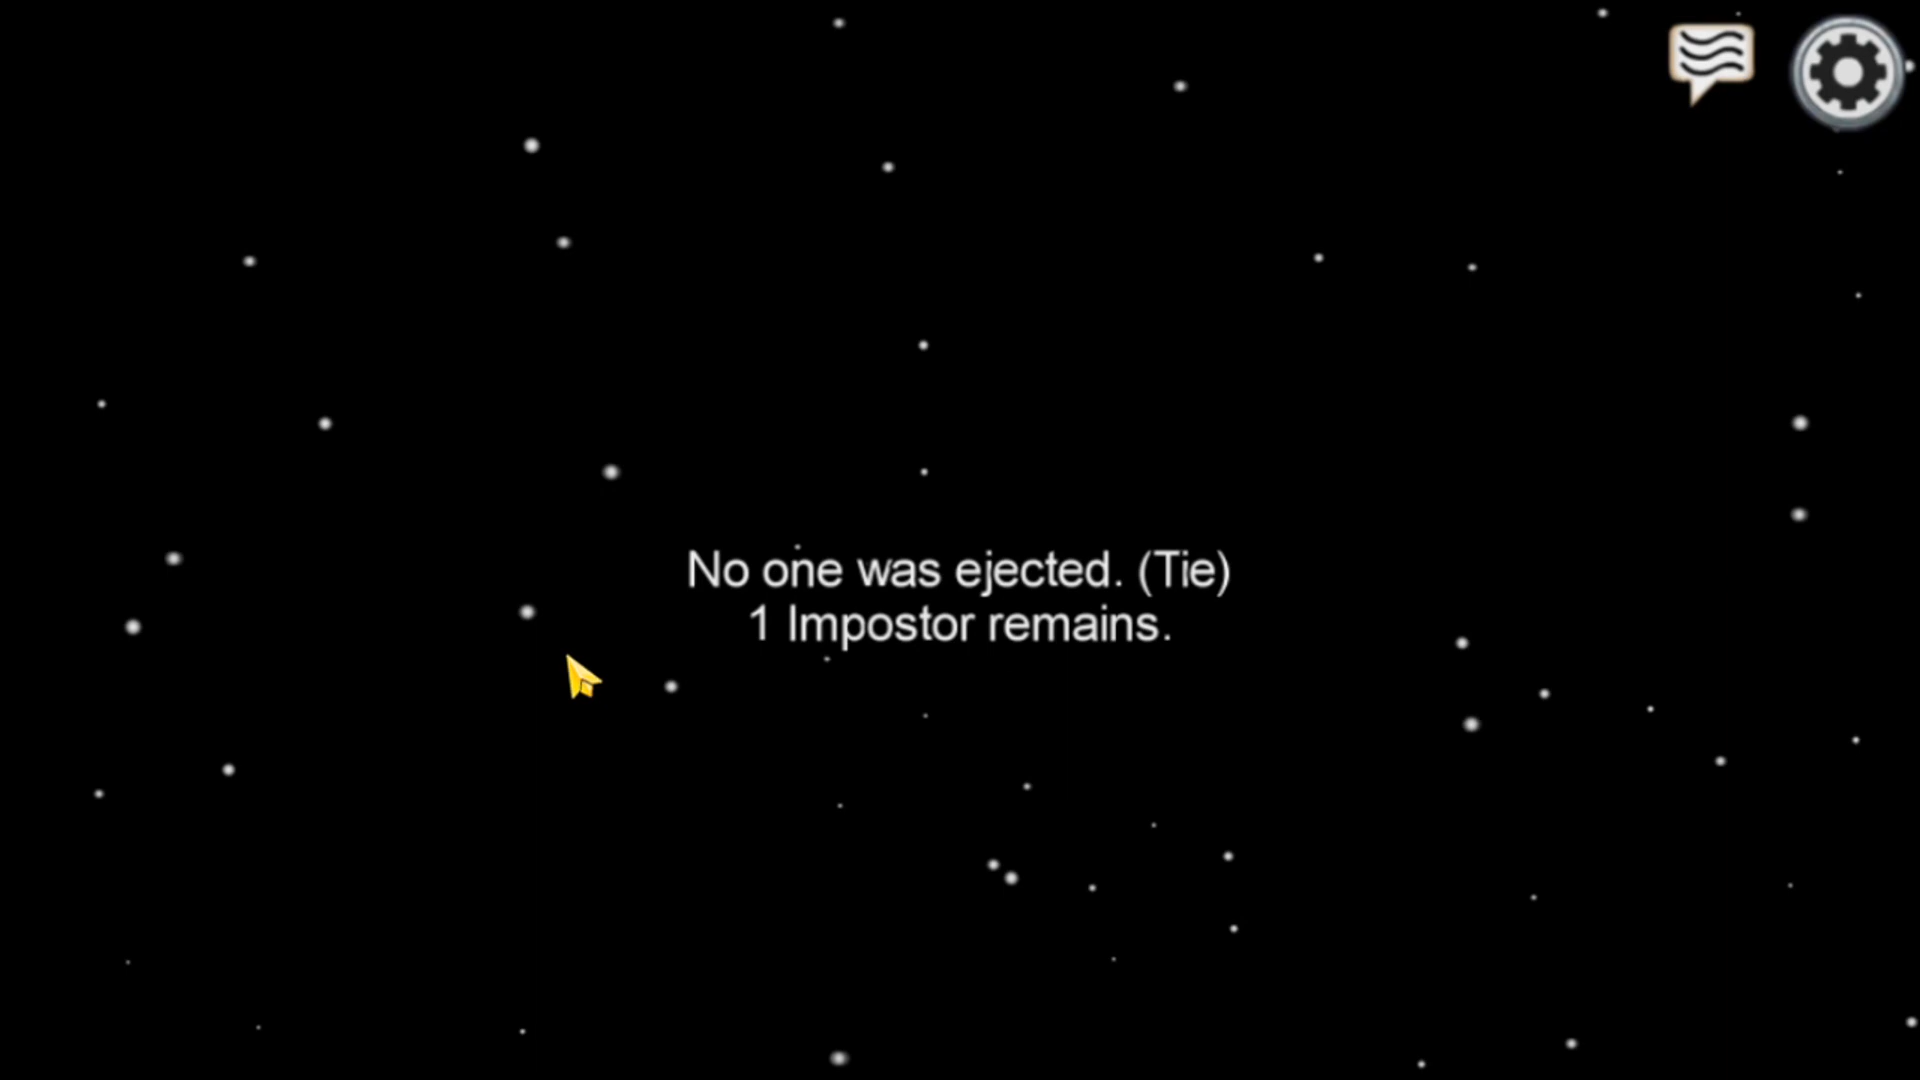 No one was ejected. (Tie)
1 Impostor remains.